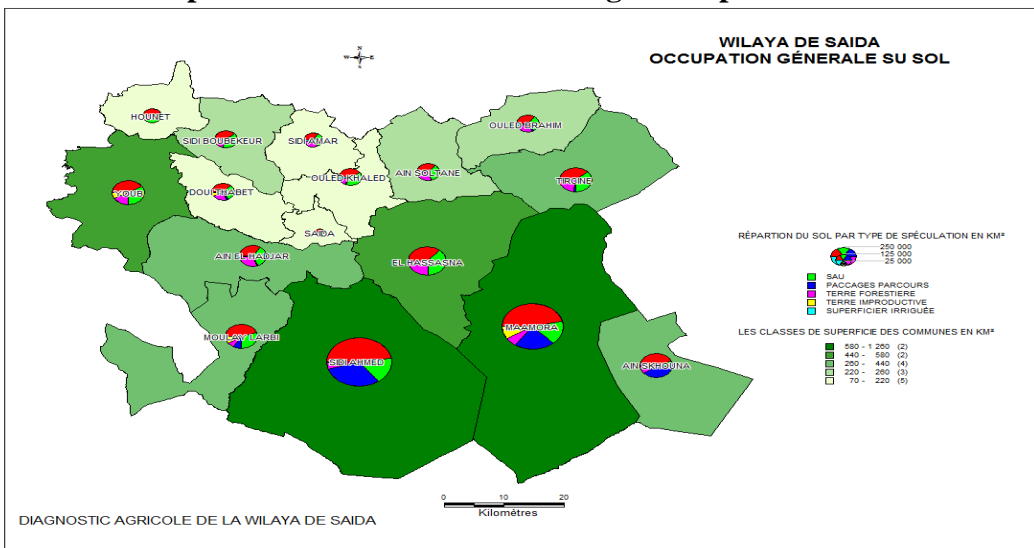 WILAYA DE SAIDA
OCCUPATION GÉNERALE SU SOL
N
W
E
S
HOUNET
SIDI BOUBEKEUR
SIDI AMAR
OULED BRAHIM
YOUB
DOUI THABET
OULED KHALED
AIN SOLTANE
TIRCINE
SAIDA
AIN EL HADJAR
EL HASSASNA
MOULAY LARBI
SIDI AHMED
MAAMORA
AIN SKHOUNA
RÉPARTION DU SOL PAR TYPE DE SPÉCULATION EN KM²
250 000
125 000
25 000
SAU
PACCAGES PARCOURS
TERRE FORESTIERE
TERRE IMPRODUCTIVE
SUPERFICIER IRRIGUÉE
LES CLASSES DE SUPERFICIE DES COMMUNES EN KM²
580 - 1 260 (2)
440 - 580 (2)
260 - 440 (4)
220 - 260 (3)
70 - 220 (5)
0 10 20
Kilométres
DIAGNOSTIC AGRICOLE DE LA WILAYA DE SAIDA